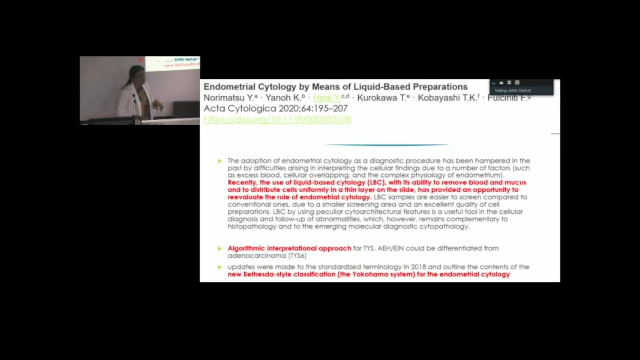 Endometrial Cytology by Means of Liquid-Based Preparations
Norimatsu Y.ᵃ · Yanoh K.ᵇ · Hirai Y.ᶜ,ᵈ · Kurokawa T.ᵉ · Kobayashi T.K.ᶠ · Fulciniti F.ᵍ
Acta Cytologica 2020;64:195–207
The adoption of endometrial cytology as a diagnostic procedure has been hampered in the
past by difficulties arising in interpreting the cellular findings due to a number of factors (such
as excess blood, cellular overlapping, and the complex physiology of endometrium).
Recently, the use of liquid-based cytology (LBC), with its ability to remove blood and mucus
and to distribute cells uniformly in a thin layer on the slide, has provided an opportunity to
reevaluate the role of endometrial cytology. LBC samples are easier to screen compared to
conventional ones, due to a smaller screening area and an excellent quality of cell
preparations. LBC by using peculiar cytoarchitectural features is a useful tool in the cellular
diagnosis and follow-up of abnormalities, which, however, remains complementary to
histopathology and to the emerging molecular diagnostic cytopathology.
Algorithmic interpretational approach for TYS. AEH/EIN could be differentiated from
adenocarcinoma (TYS6)
updates were made to the standardized terminology in 2018 and outline the contents of the
new Bethesda-style classification (the Yokohama system) for the endometrial cytology